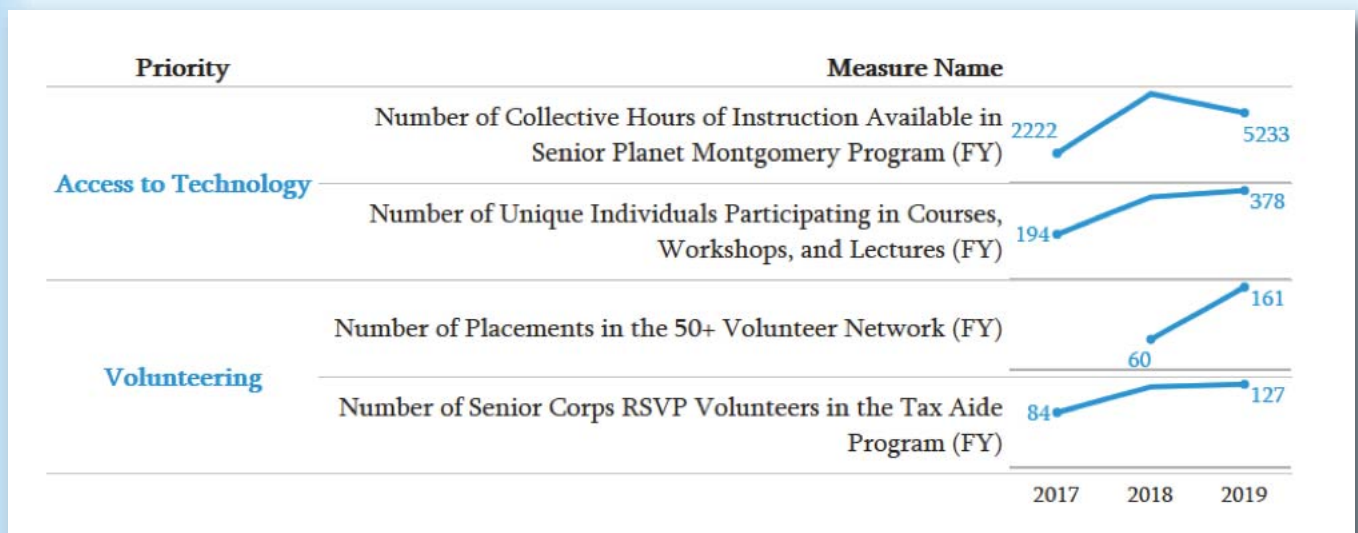 Priority
Measure Name
Number of Collective Hours of Instruction Available in
Senior Planet Montgomery Program (FY)
2222
5233
Access to Technology
Number of Unique Individuals Participating in Courses,
Workshops, and Lectures (FY)
194
378
Number of Placements in the 50+ Volunteer Network (FY)
60
161
Volunteering
Number of Senior Corps RSVP Volunteers in the Tax Aide
Program (FY)
84
127
2017 2018 2019